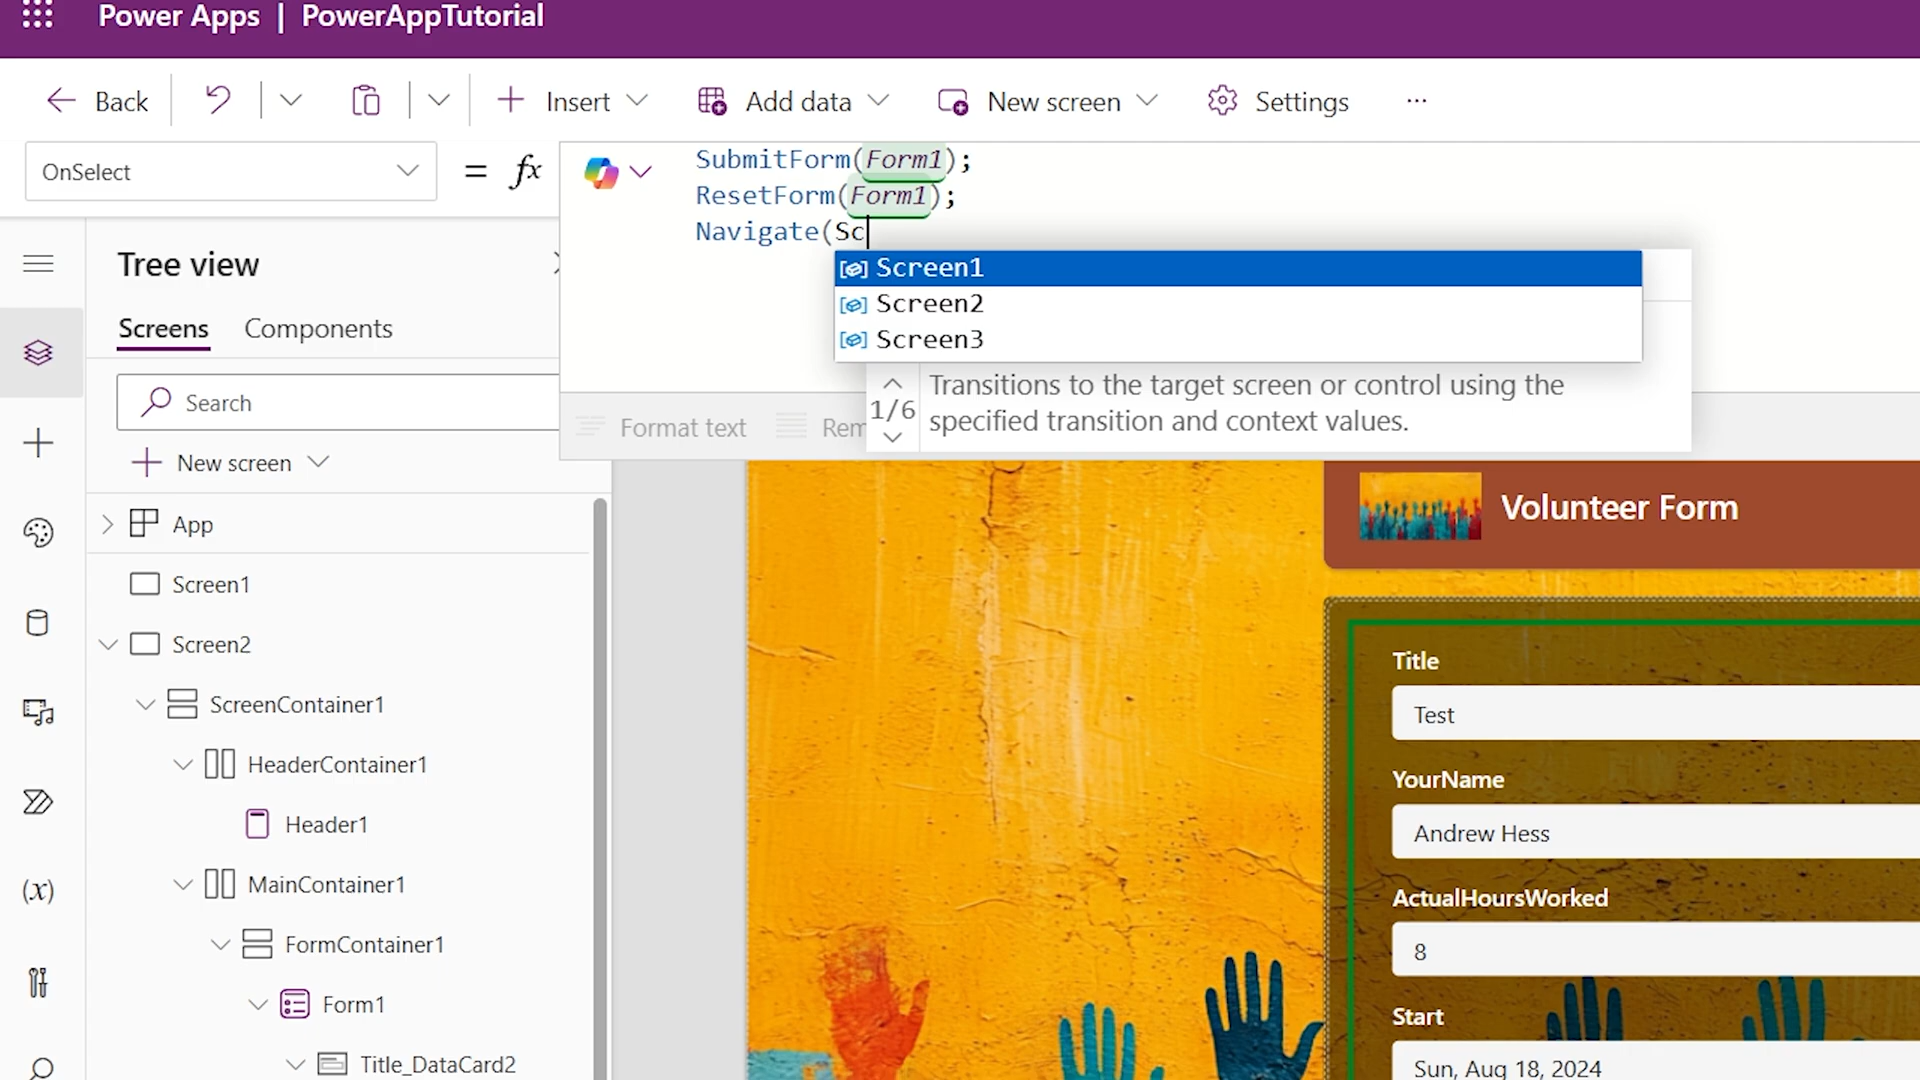 Power Apps | PowerAppTutorial
Back
Insert
Add data
New screen
Settings
...
OnSelect
= fx
SubmitForm(Form1);
ResetForm(Form1);
Navigate(Sc
Screen1
Screen2
Screen3
1/6
Transitions to the target screen or control using the
specified transition and context values.
Format text
Rem
Tree view
Screens
Components
Search
New screen
App
Screen1
Screen2
ScreenContainer1
HeaderContainer1
Header1
MainContainer1
FormContainer1
Form1
Title_DataCard2
(x)
Volunteer Form
Title
Test
YourName
Andrew Hess
ActualHoursWorked
8
Start
Sun, Aug 18, 2024